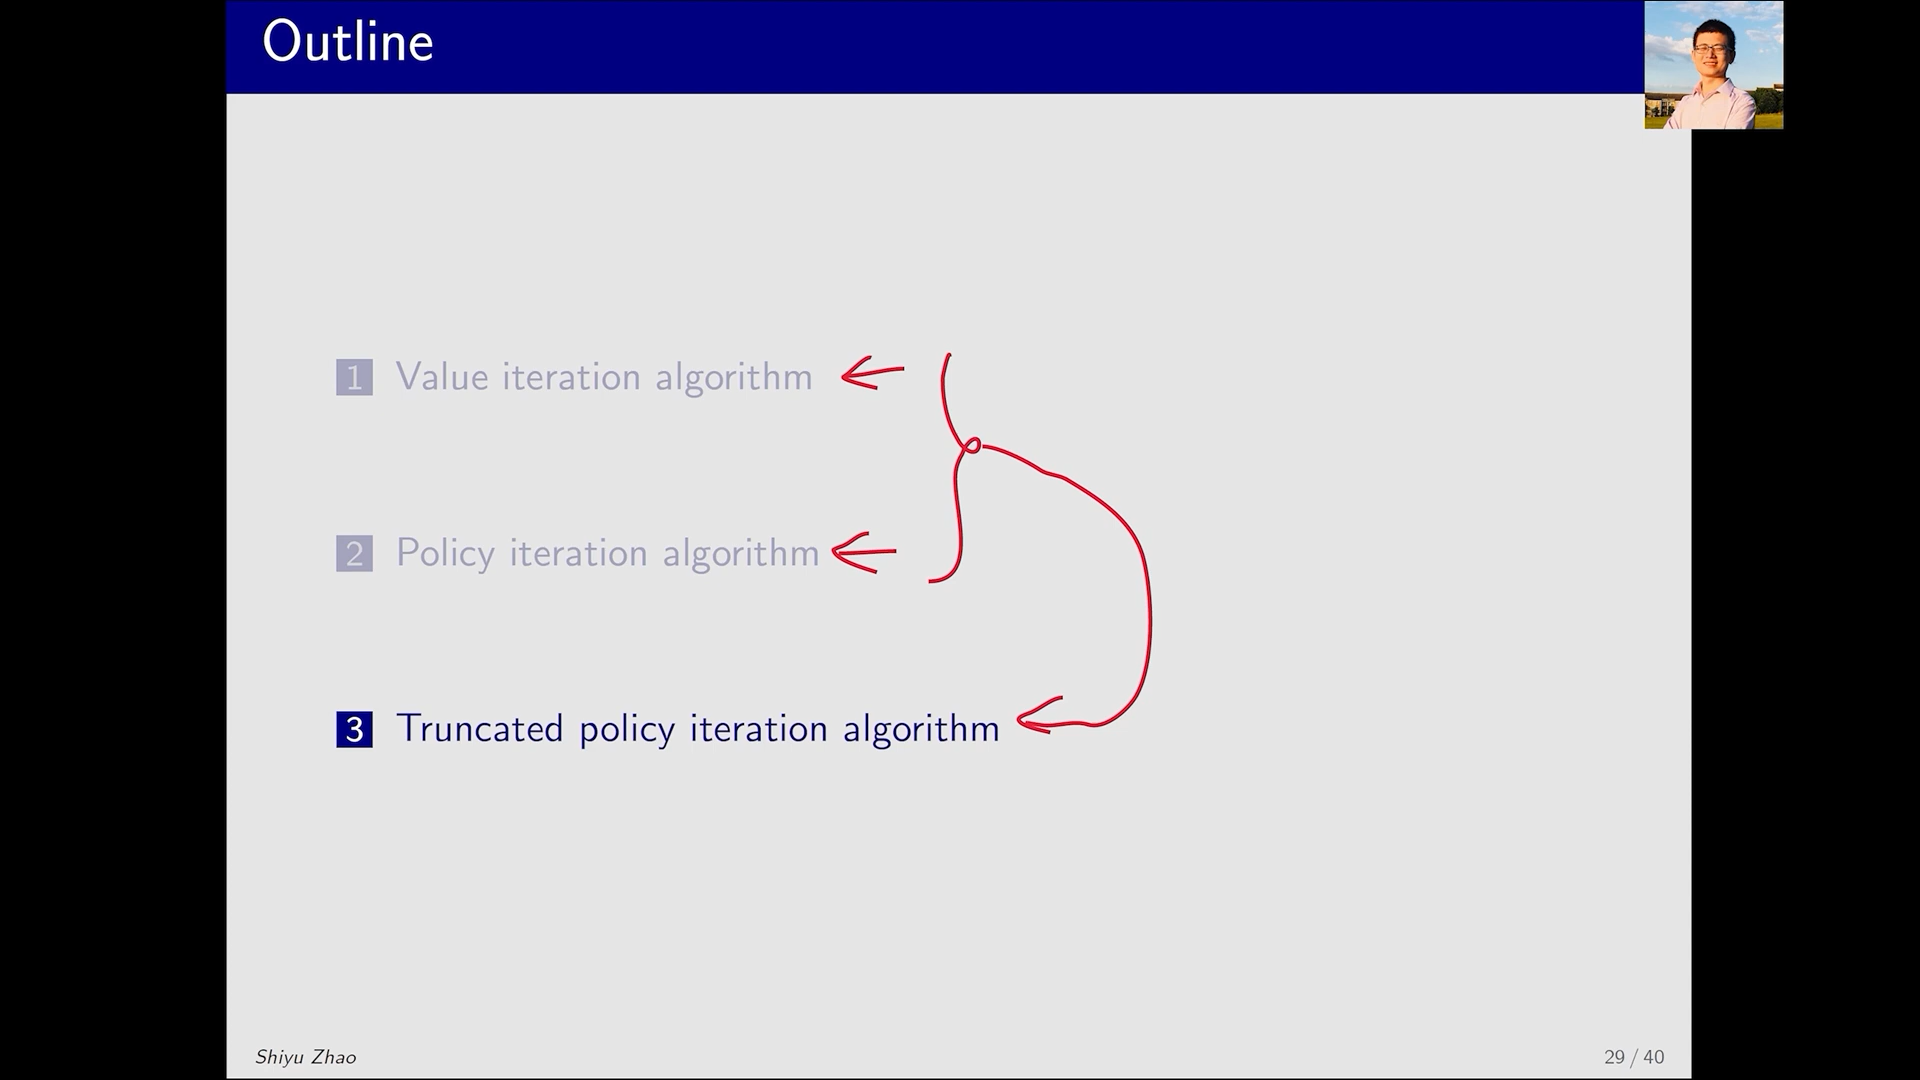 Outline
1 Value iteration algorithm
2 Policy iteration algorithm
3 Truncated policy iteration algorithm
Shiyu Zhao
29 / 40